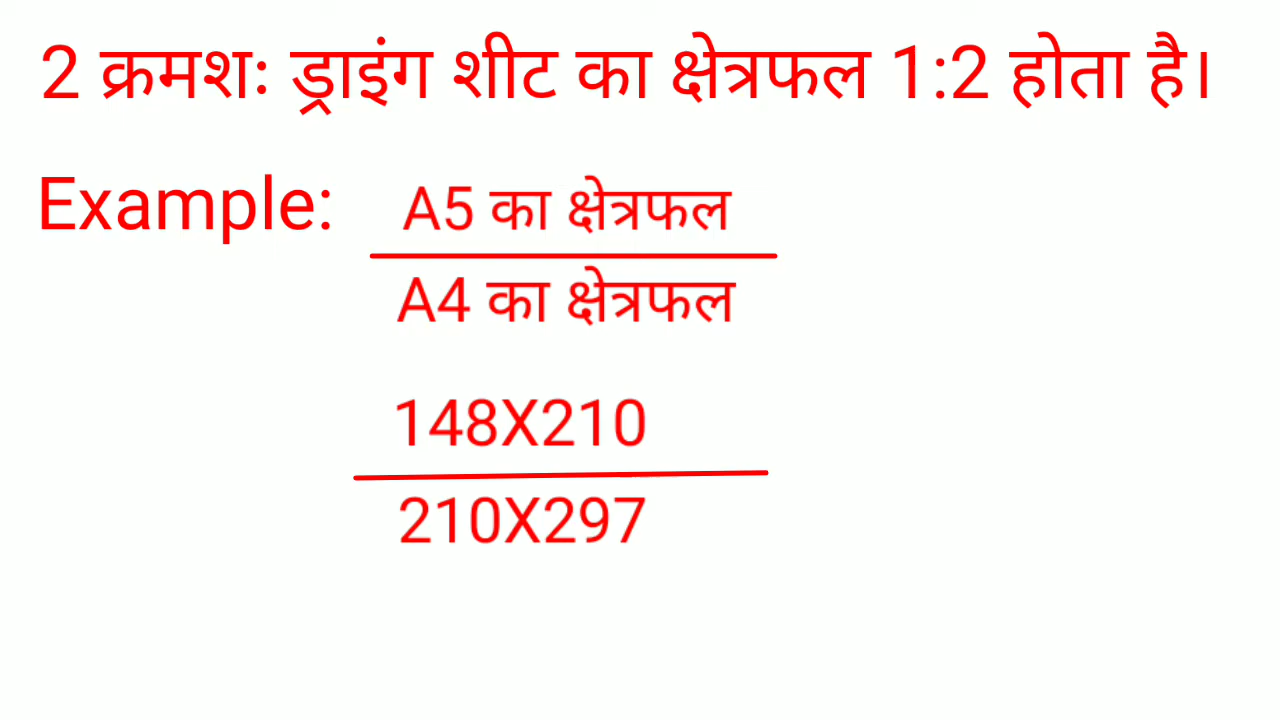 2 क्रमशः ड्राइंग शीट का क्षेत्रफल 1:2 होता है।
Example:
A5 का क्षेत्रफल
A4 का क्षेत्रफल
148X210
210X297